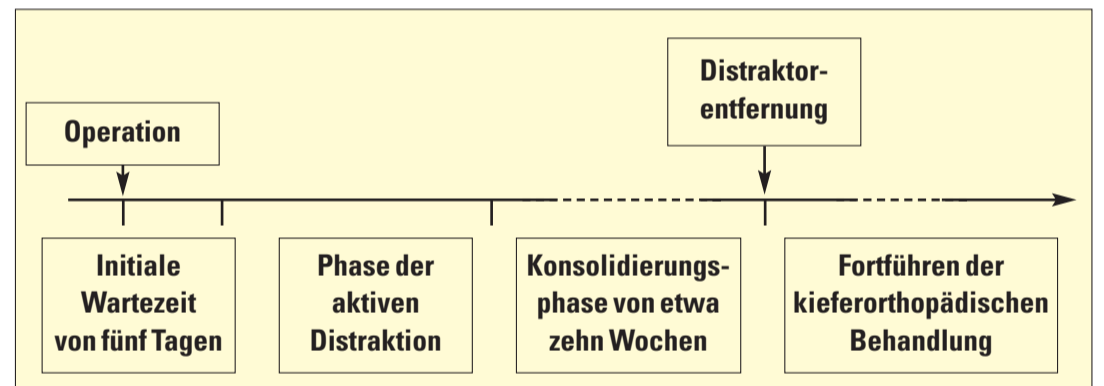 Operation
Distraktor-
entfernung
Initiale
Wartezeit
von fünf Tagen
Phase der
aktiven
Distraktion
Konsolidierungs-
phase von etwa
zehn Wochen
Fortführen der
kieferorthopädischen
Behandlung